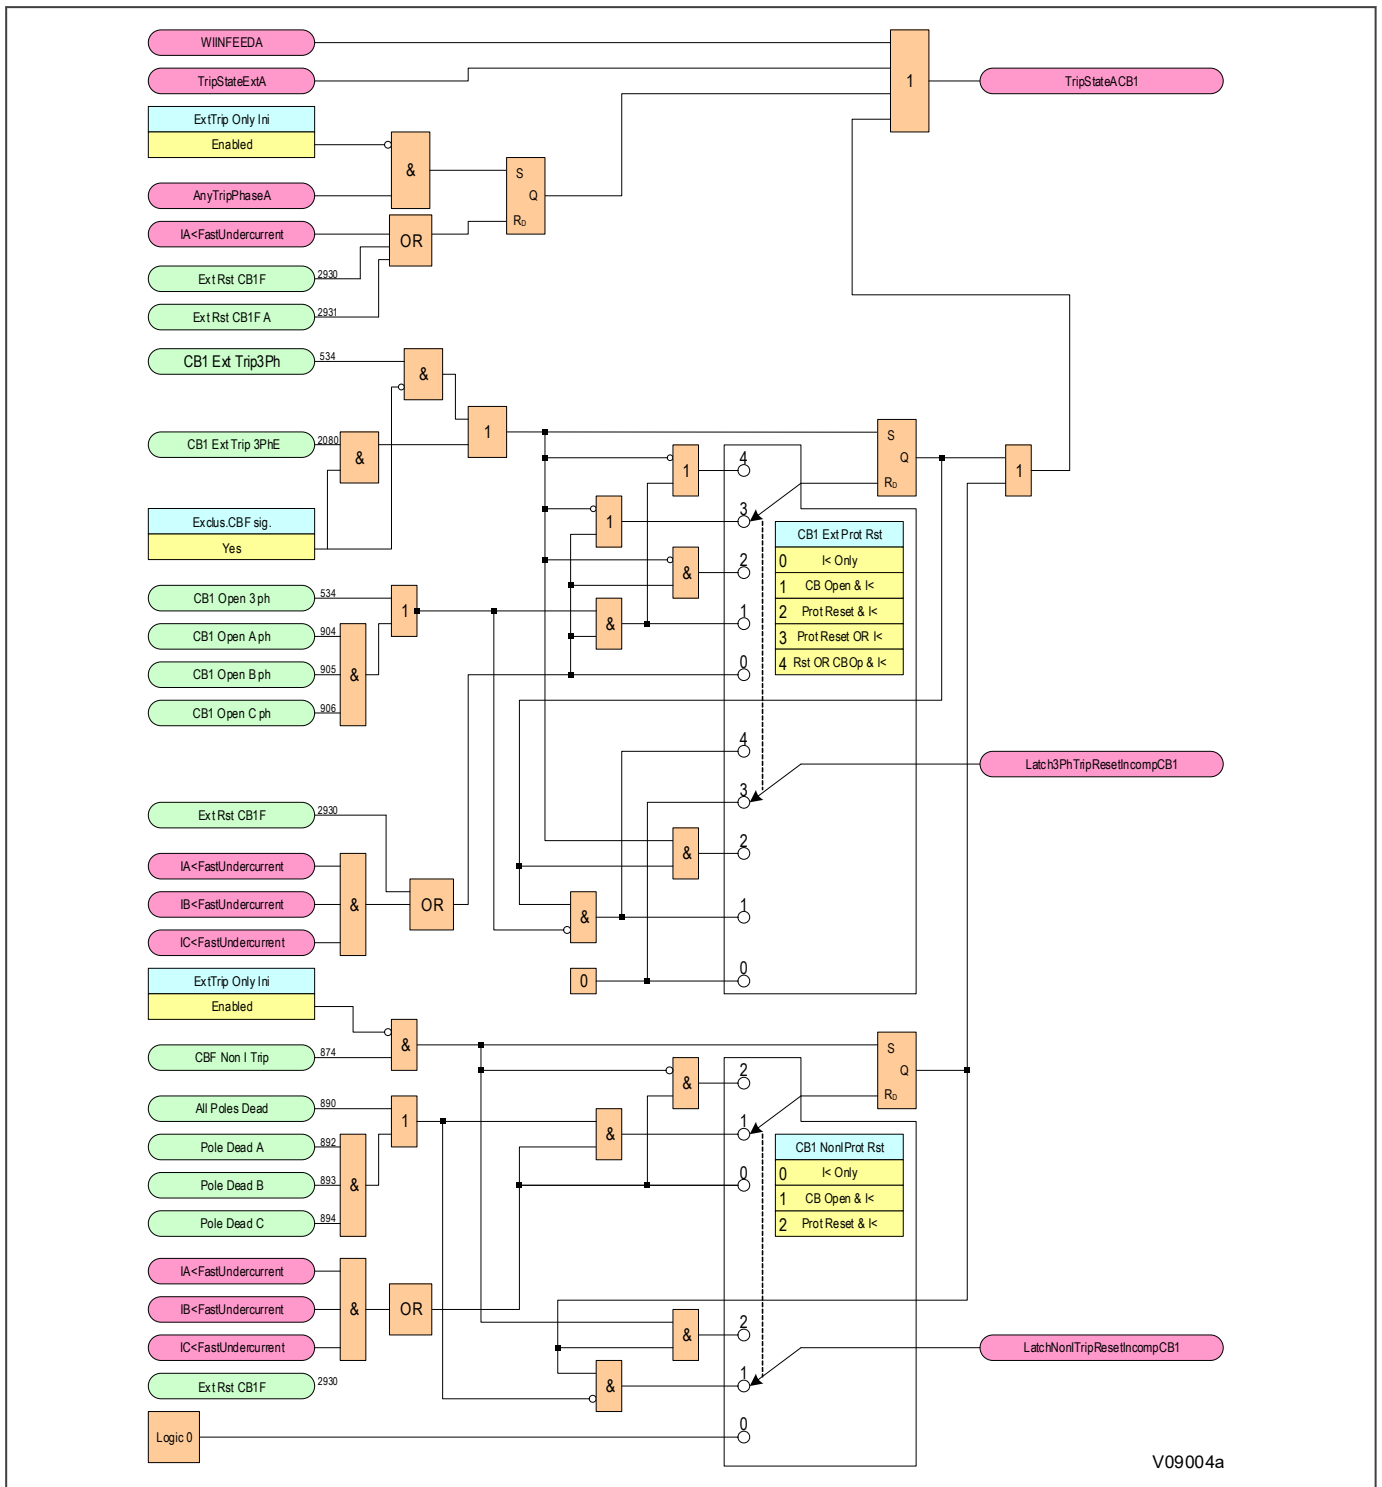 WIINFEEDA
TripStateExtA
1
TripStateACB1
ExtTrip Only Ini
Enabled
&
S
Q
RD
AnyTripPhaseA
IA<FastUndercurrent
OR
Ext Rst CB1F
2930
Ext Rst CB1F A
2931
CB1 Ext Trip3Ph
534
&
CB1 Ext Trip 3PhE
2080
&
1
Exclus.CBF sig.
Yes
S
Q
RD
1
1
4
1
3
&
2
&
1
0
CB1 Ext Prot Rst
0 I< Only
1 CB Open & I<
2 Prot Reset & I<
3 Prot Reset OR I<
4 Rst OR CBOp & I<
CB1 Open 3 ph
534
1
CB1 Open A ph
904
CB1 Open B ph
905
&
CB1 Open C ph
906
4
3
Latch3PhTripResetIncompCB1
&
2
&
1
0
0
Ext Rst CB1F
2930
IA<FastUndercurrent
IB<FastUndercurrent
&
OR
IC<FastUndercurrent
ExtTrip Only Ini
Enabled
&
CBF Non I Trip
874
S
Q
RD
All Poles Dead
890
1
Pole Dead A
892
Pole Dead B
893
&
Pole Dead C
894
&
2
&
1
0
CB1 NonIProt Rst
0 I< Only
1 CB Open & I<
2 Prot Reset & I<
IA<FastUndercurrent
IB<FastUndercurrent
&
OR
IC<FastUndercurrent
Ext Rst CB1F
2930
&
2
&
1
LatchNonITripResetIncompCB1
Logic 0
0
V09004a